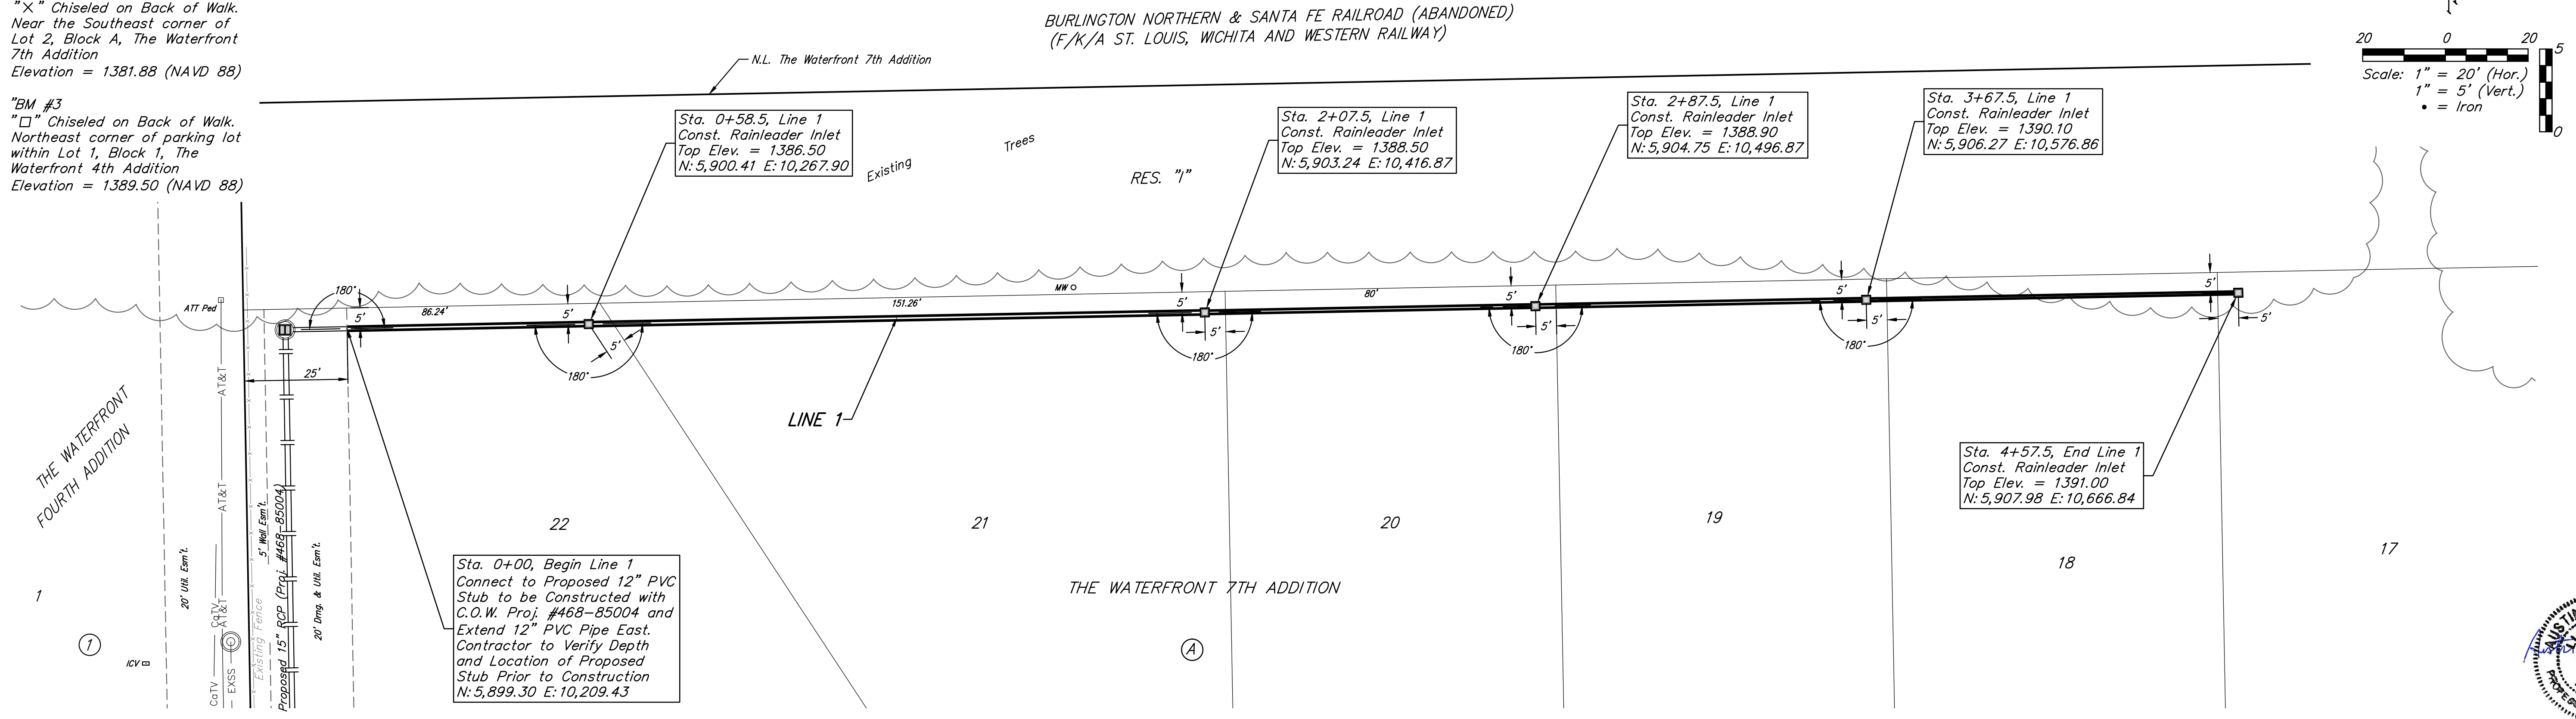 "×" Chiseled on Back of Walk.
Near the Southeast corner of
Lot 2, Block A, The Waterfront
7th Addition
Elevation = 1381.88 (NAVD 88)
"BM #3
"□" Chiseled on Back of Walk.
Northeast corner of parking lot
within Lot 1, Block 1, The
Waterfront 4th Addition
Elevation = 1389.50 (NAVD 88)
BURLINGTON NORTHERN & SANTA FE RAILROAD (ABANDONED)
(F/K/A ST. LOUIS, WICHITA AND WESTERN RAILWAY)
N.L. The Waterfront 7th Addition
20 0 20
5
0
Scale: 1" = 20' (Hor.)
1" = 5' (Vert.)
• = Iron
Sta. 0+58.5, Line 1
Const. Rainleader Inlet
Top Elev. = 1386.50
N: 5,900.41 E: 10,267.90
Existing
Trees
RES. "1"
Sta. 2+07.5, Line 1
Const. Rainleader Inlet
Top Elev. = 1388.50
N: 5,903.24 E: 10,416.87
Sta. 2+87.5, Line 1
Const. Rainleader Inlet
Top Elev. = 1388.90
N: 5,904.75 E: 10,496.87
Sta. 3+67.5, Line 1
Const. Rainleader Inlet
Top Elev. = 1390.10
N: 5,906.27 E: 10,576.86
ATT Ped
180°
5'
86.24'
5'
5'
180°
151.26'
MW
5'
5'
180°
80'
5'
5'
180°
5'
5'
180°
5'
5'
25'
LINE 1
THE WATERFRONT
FOURTH ADDITION
AT&T
AT&T
AT&T
CaTV
CaTV
EXSS
20' Util. Esm't.
5' Wall Esm't.
Existing Fence
Proposed 15" RCP (Proj. #468-85004)
20' Drng. & Util. Esm't.
1
1
ICV
Sta. 0+00, Begin Line 1
Connect to Proposed 12" PVC
Stub to be Constructed with
C.O.W. Proj. #468-85004 and
Extend 12" PVC Pipe East.
Contractor to Verify Depth
and Location of Proposed
Stub Prior to Construction
N: 5,899.30 E: 10,209.43
Sta. 4+57.5, End Line 1
Const. Rainleader Inlet
Top Elev. = 1391.00
N: 5,907.98 E: 10,666.84
22
21
20
19
18
17
THE WATERFRONT 7TH ADDITION
A
AUSTIN